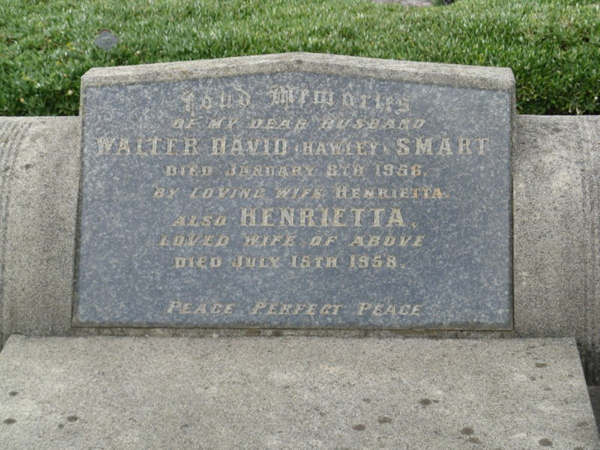 Fond Memories
OF MY DEAR HUSBAND
WALTER DAVID (HAWLEY) SMART
DIED JANUARY 8TH 1956.
BY LOVING WIFE HENRIETTA.
ALSO HENRIETTA,
LOVED WIFE OF ABOVE
DIED JULY 15TH 1958.
PEACE PERFECT PEACE